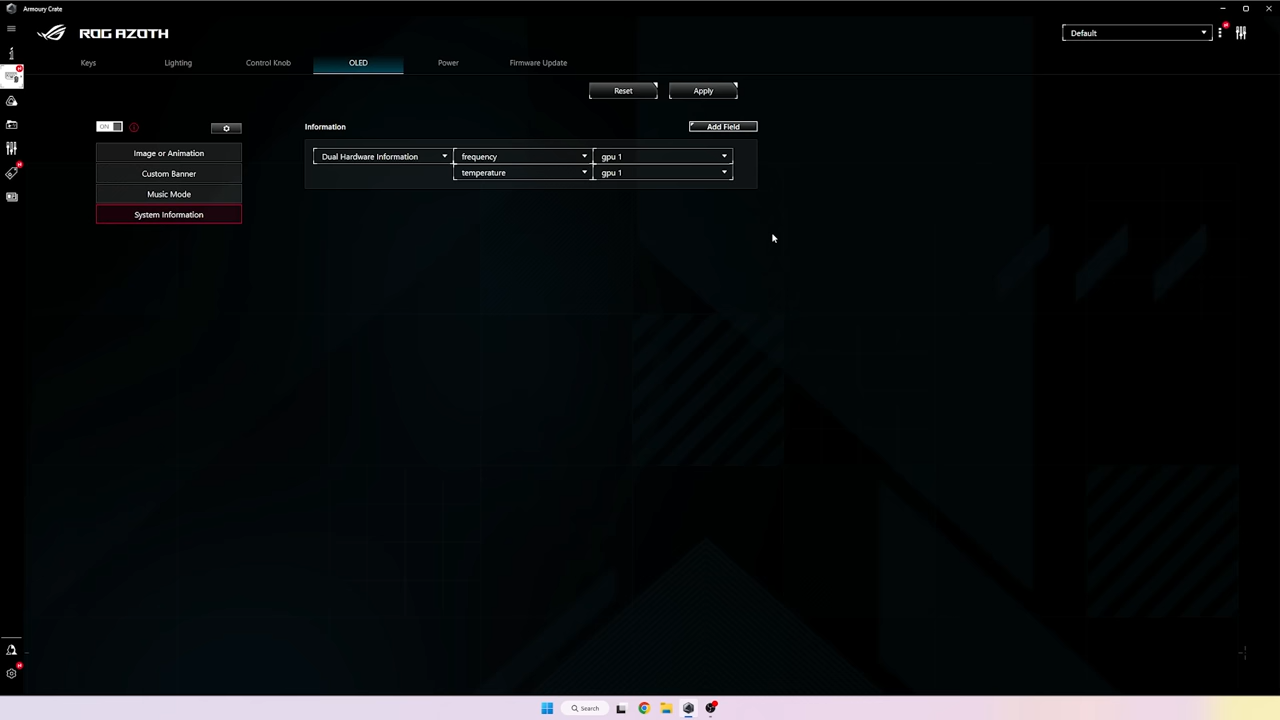 Armoury Crate
ROG AZOTH
Default
Keys
Lighting
Control Knob
OLED
Power
Firmware Update
Reset
Apply
ON
Information
Add Field
Image or Animation
Custom Banner
Music Mode
System Information
Dual Hardware Information
frequency
gpu 1
temperature
gpu 1
Search